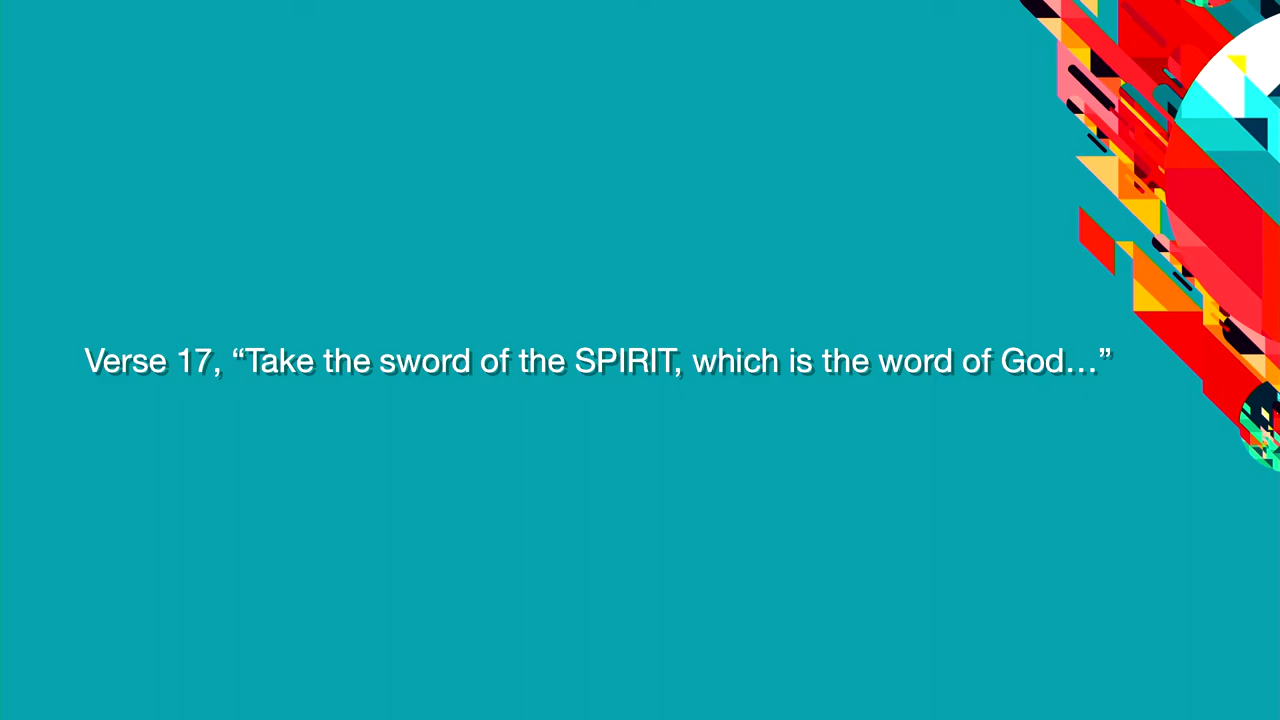 Verse 17, “Take the sword of the SPIRIT, which is the word of God…”